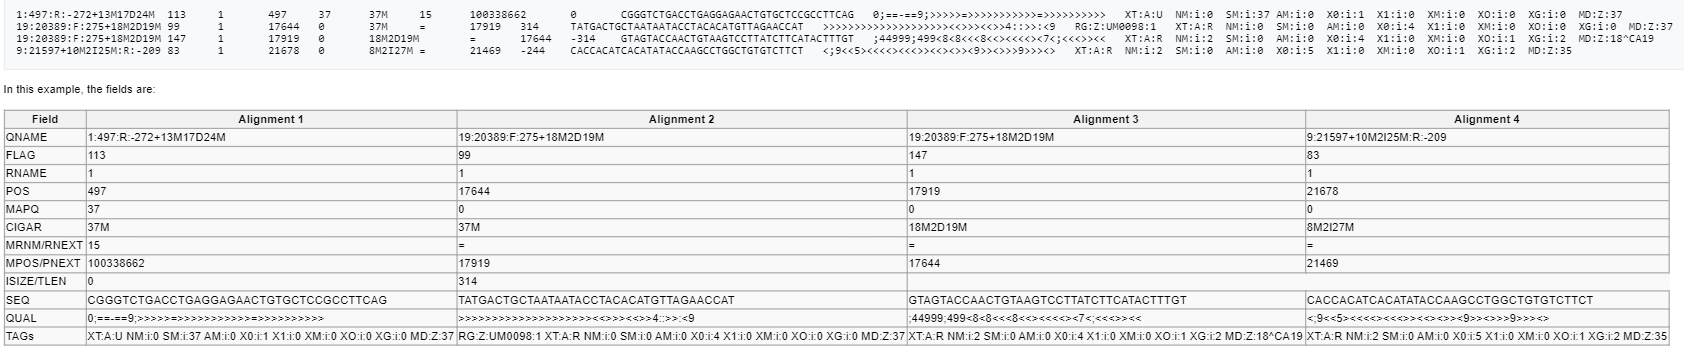 1:497:R:-272+13M17D24M 113 1 497 37 37M 15 100338662 0 CGGGTCTGACCTGAGGAGAACTGTGCTCCGCCTTCAG 0;==-==9;>>>>>=>>>>>>>>>>>=>>>>>>>>>> XT:A:U NM:i:0 SM:i:37 AM:i:0 X0:i:1 X1:i:0 XM:i:0 XO:i:0 XG:i:0 MD:Z:37
19:20389:F:275+18M2D19M 99 1 17644 0 37M = 17919 314 TATGACTGCTAATAATACCTACACATGTTAGAACCAT >>>>>>>>>>>>>>>>>>>><<>>><<>>4::>>:<9 RG:Z:UM0098:1 XT:A:R NM:i:0 SM:i:0 AM:i:0 X0:i:4 X1:i:0 XM:i:0 XO:i:0 XG:i:0 MD:Z:37
19:20389:F:275+18M2D19M 147 1 17919 0 18M2D19M = 17644 -314 GTAGTACCAACTGTAAGTCCTTATCTTCATACTTTGT ;44999;499<8<8<<<8<<><<<<><7<;<<<>><< XT:A:R NM:i:2 SM:i:0 AM:i:0 X0:i:4 X1:i:0 XM:i:0 XO:i:1 XG:i:2 MD:Z:18^CA19
9:21597+10M2I25M:R:-209 83 1 21678 0 8M2I27M = 21469 -244 CACCACATCACATATACCAAGCCTGGCTGTGTCTTCT <;9<<5><<<<><<<>><<><>><9>><>>>9>>><> XT:A:R NM:i:2 SM:i:0 AM:i:0 X0:i:5 X1:i:0 XM:i:0 XO:i:1 XG:i:2 MD:Z:35
In this example, the fields are:
Field Alignment 1 Alignment 2 Alignment 3 Alignment 4
QNAME 1:497:R:-272+13M17D24M 19:20389:F:275+18M2D19M 19:20389:F:275+18M2D19M 9:21597+10M2I25M:R:-209
FLAG 113 99 147 83
RNAME 1 1 1 1
POS 497 17644 17919 21678
MAPQ 37 0 0 0
CIGAR 37M 37M 18M2D19M 8M2I27M
MRNM/RNEXT 15 = = =
MPOS/PNEXT 100338662 17919 17644 21469
ISIZE/TLEN 0 314
SEQ CGGGTCTGACCTGAGGAGAACTGTGCTCCGCCTTCAG TATGACTGCTAATAATACCTACACATGTTAGAACCAT GTAGTACCAACTGTAAGTCCTTATCTTCATACTTTGT CACCACATCACATATACCAAGCCTGGCTGTGTCTTCT
QUAL 0;==-==9;>>>>>=>>>>>>>>>>>=>>>>>>>>>> >>>>>>>>>>>>>>>>>>>><<>>><<>>4::>>:<9 ;44999;499<8<8<<<8<<><<<<><7<;<<<>><< <;9<<5><<<<><<<>><<><>><9>><>>>9>>><>
TAGs XT:A:U NM:i:0 SM:i:37 AM:i:0 X0:i:1 X1:i:0 XM:i:0 XO:i:0 XG:i:0 MD:Z:37 RG:Z:UM0098:1 XT:A:R NM:i:0 SM:i:0 AM:i:0 X0:i:4 X1:i:0 XM:i:0 XO:i:0 XG:i:0 MD:Z:37 XT:A:R NM:i:2 SM:i:0 AM:i:0 X0:i:4 X1:i:0 XM:i:0 XO:i:1 XG:i:2 MD:Z:18^CA19 XT:A:R NM:i:2 SM:i:0 AM:i:0 X0:i:5 X1:i:0 XM:i:0 XO:i:1 XG:i:2 MD:Z:35